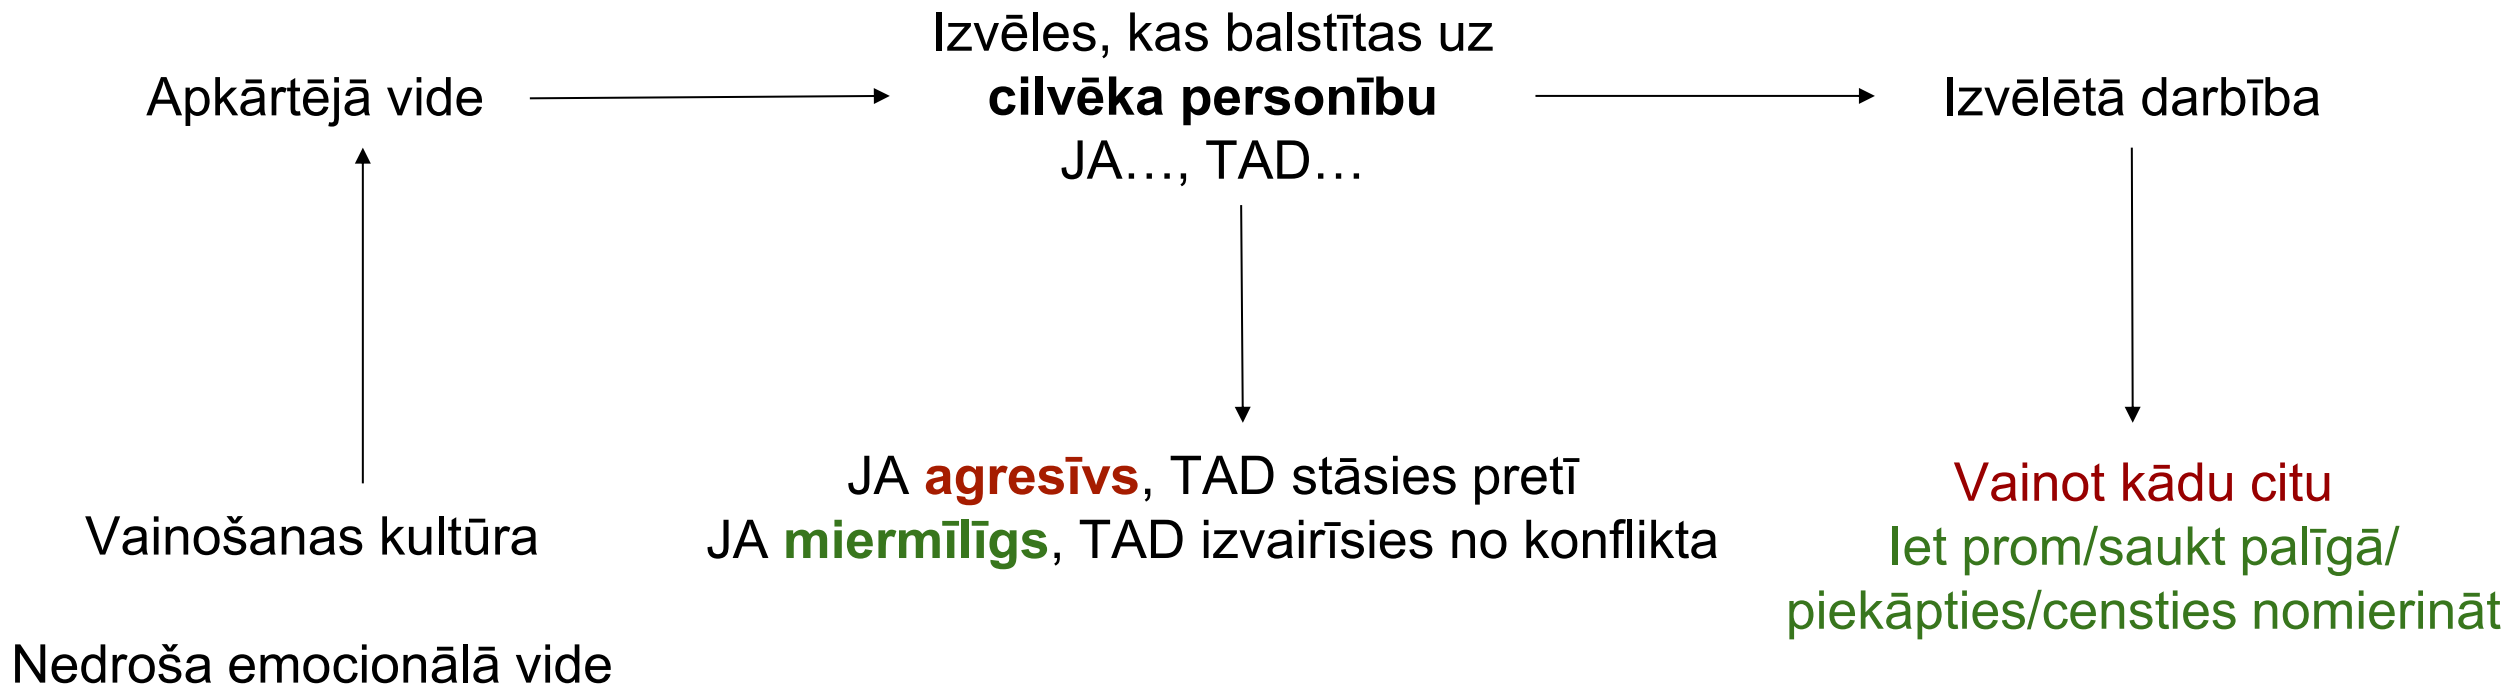 Apkārtējā vide
Izvēles, kas balstītas uz
cilvēka personību
JA..., TAD...
Izvēlētā darbība
Vainošanas kultūra
Nedroša emocionālā vide
JA agresīvs, TAD stāsies pretī
JA miermīlīgs, TAD izvairīsies no konflikta
Vainot kādu citu
Iet prom/saukt palīgā/
piekāpties/censties nomierināt